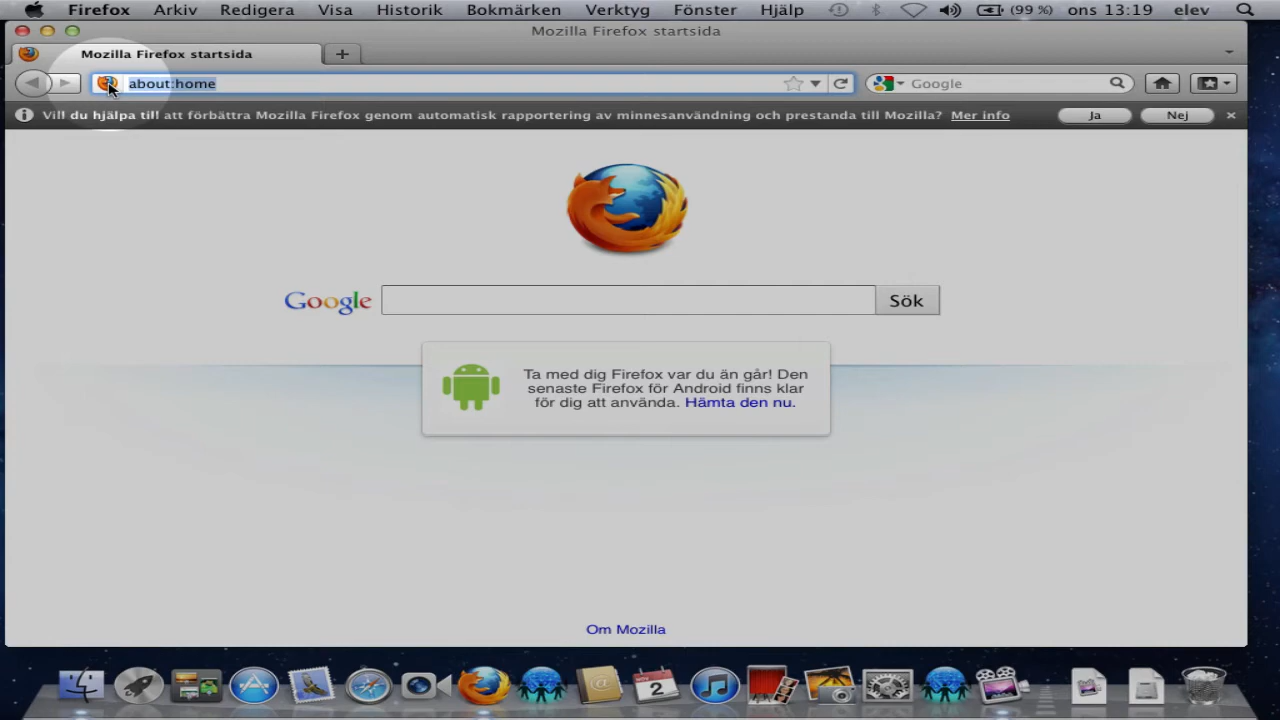 Firefox Arkiv Redigera Visa Historik Bokmärken Verktyg Fönster Hjälp (99 %) ons 13:19 elev
Mozilla Firefox startsida
Mozilla Firefox startsida
about:home
Google
Vill du hjälpa till att förbättra Mozilla Firefox genom automatisk rapportering av minnesanvändning och prestanda till Mozilla? Mer info Ja Nej
Google Sök
Ta med dig Firefox var du än går! Den
senaste Firefox för Android finns klar
för dig att använda. Hämta den nu.
Om Mozilla
2